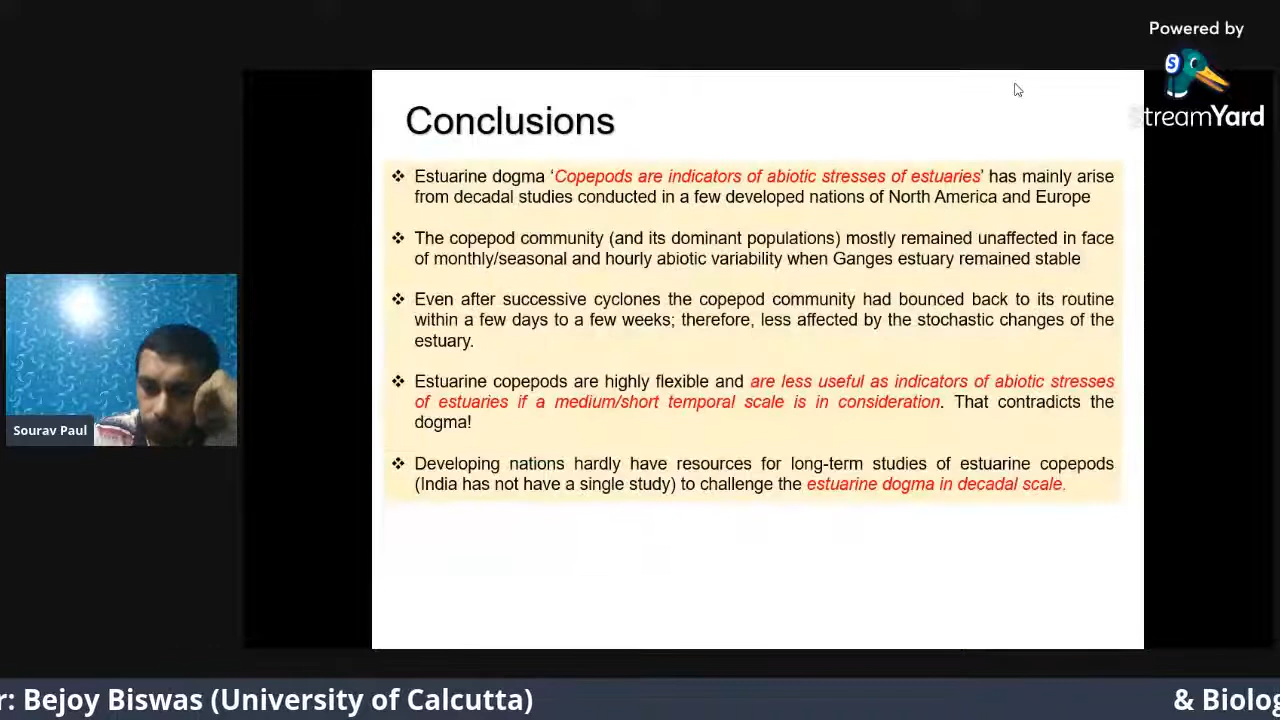 Powered by
StreamYard
Conclusions
❖ Estuarine dogma ‘Copepods are indicators of abiotic stresses of estuaries’ has mainly arise
from decadal studies conducted in a few developed nations of North America and Europe
❖ The copepod community (and its dominant populations) mostly remained unaffected in face
of monthly/seasonal and hourly abiotic variability when Ganges estuary remained stable
❖ Even after successive cyclones the copepod community had bounced back to its routine
within a few days to a few weeks; therefore, less affected by the stochastic changes of the
estuary.
❖ Estuarine copepods are highly flexible and are less useful as indicators of abiotic stresses
of estuaries if a medium/short temporal scale is in consideration. That contradicts the
dogma!
❖ Developing nations hardly have resources for long-term studies of estuarine copepods
(India has not have a single study) to challenge the estuarine dogma in decadal scale.
Sourav Paul
r: Bejoy Biswas (University of Calcutta)
& Biolog